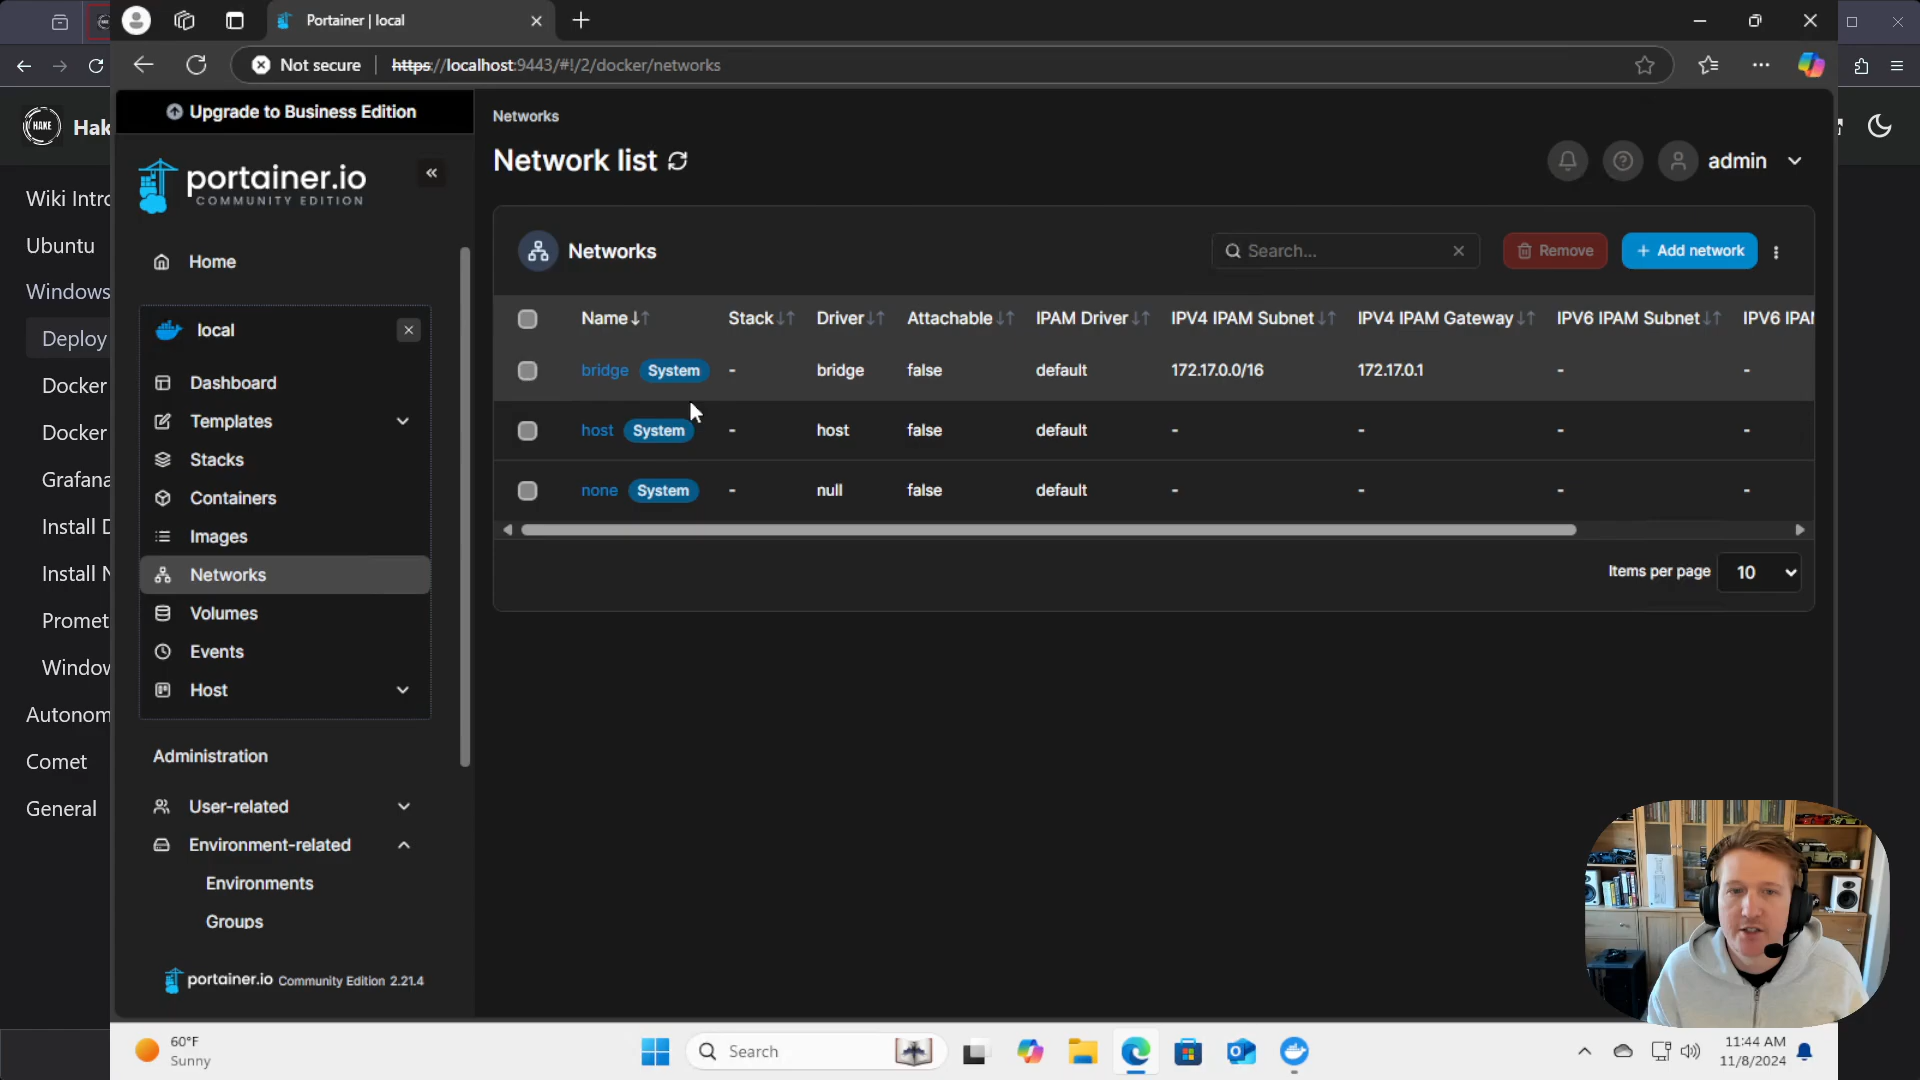 Portainer | local
Not secure
https://localhost:9443/#!/2/docker/networks
HAKE
Hak
Upgrade to Business Edition
portainer.io
COMMUNITY EDITION
Networks
Network list
admin
Wiki Intro
Ubuntu
Windows
Deploy
Docker
Docker
Grafana
Install D
Install N
Promet
Window
Autonom
Comet
General
Home
local
Dashboard
Templates
Stacks
Containers
Images
Networks
Volumes
Events
Host
Administration
User-related
Environment-related
Environments
Groups
portainer.io Community Edition 2.21.4
Networks
Search...
Remove
+ Add network
Name Stack Driver Attachable IPAM Driver IPV4 IPAM Subnet IPV4 IPAM Gateway IPV6 IPAM Subnet IPV6 IPA
bridge System - bridge false default 172.17.0.0/16 172.17.0.1 - -
host System - host false default - - - -
none System - null false default - - - -
Items per page 10
60°F
Sunny
Search
11:44 AM
11/8/2024